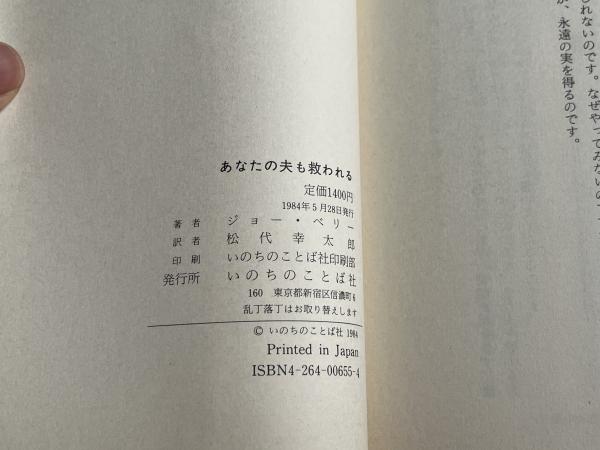 しれないのです。なぜやってみないの
が、永遠の実を得るのです。
あなたの夫も救われる
定価1400円
1984年5月28日発行
著者 ジョー・ベリー
訳者 松代幸太郎
印刷 いのちのことば社印刷部
発行所 いのちのことば社
160 東京都新宿区信濃町6
乱丁落丁はお取り替えします
© いのちのことば社 1984
Printed in Japan
ISBN4-264-00655-4